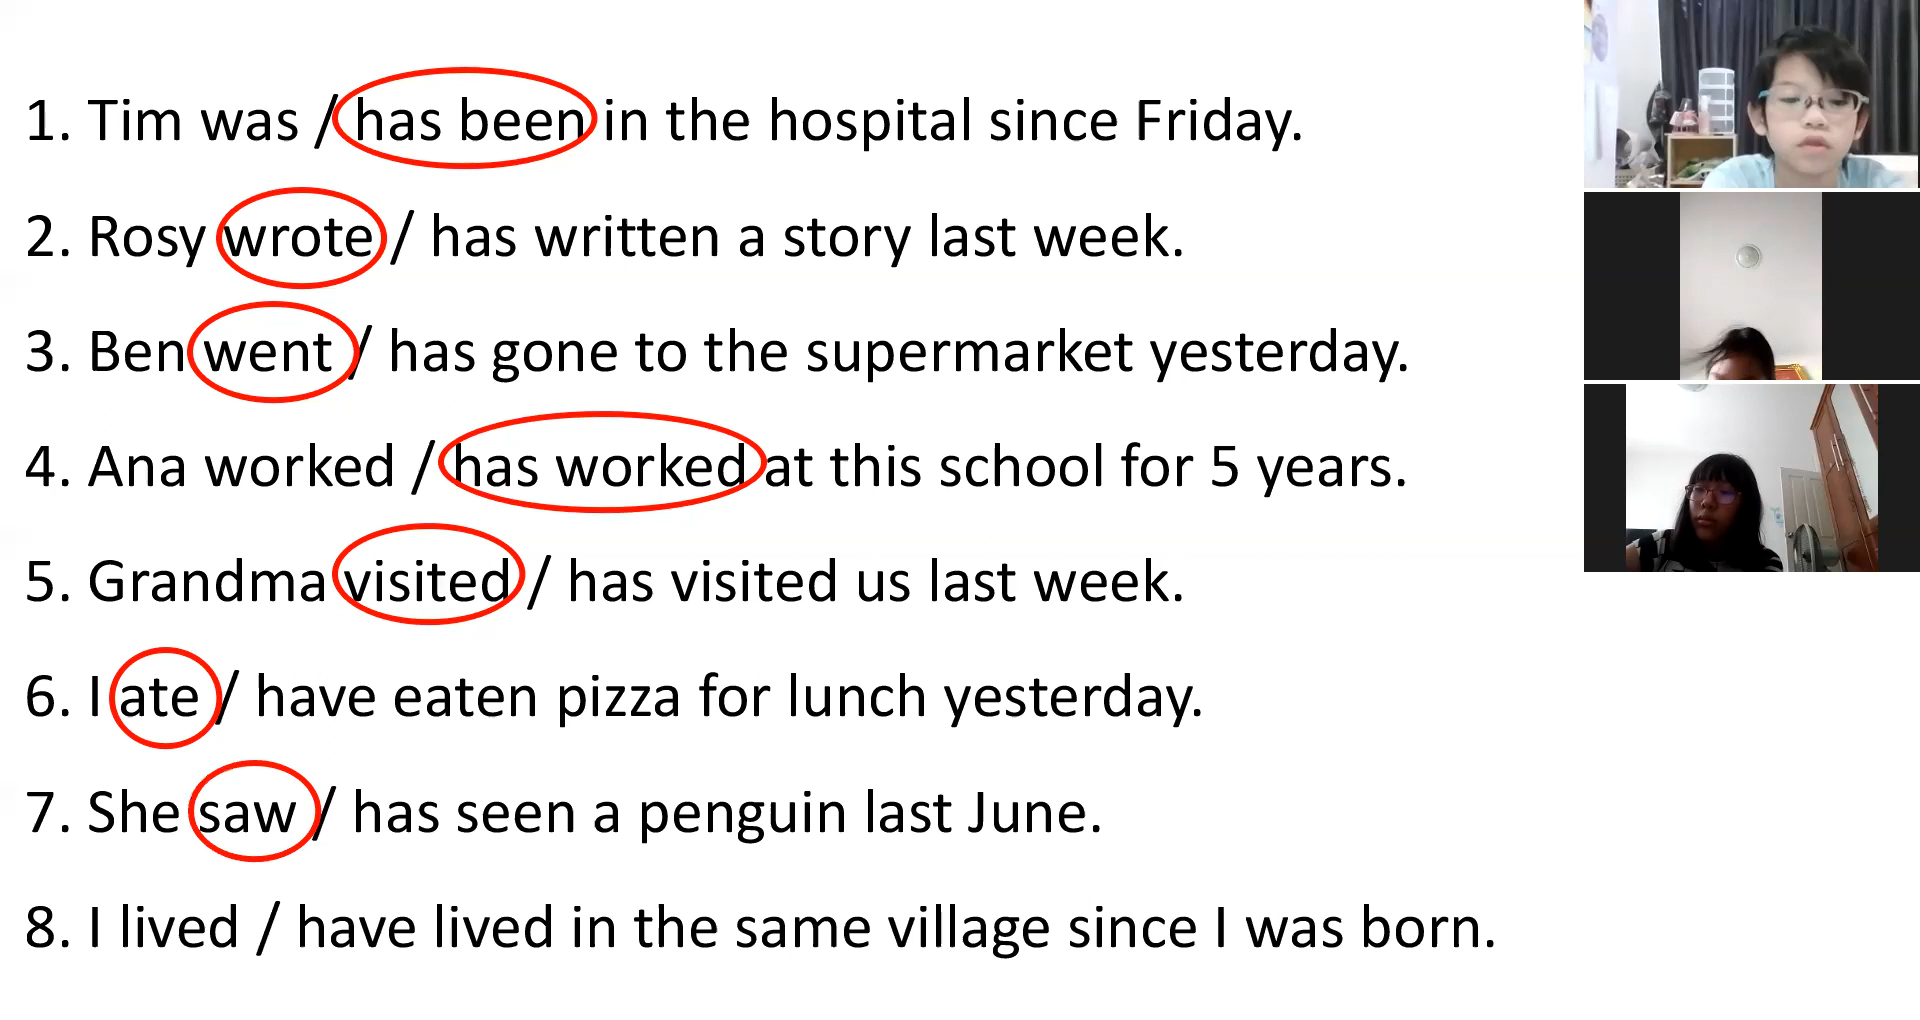 1. Tim was / has been in the hospital since Friday.
2. Rosy wrote / has written a story last week.
3. Ben went / has gone to the supermarket yesterday.
4. Ana worked / has worked at this school for 5 years.
5. Grandma visited / has visited us last week.
6. I ate / have eaten pizza for lunch yesterday.
7. She saw / has seen a penguin last June.
8. I lived / have lived in the same village since I was born.